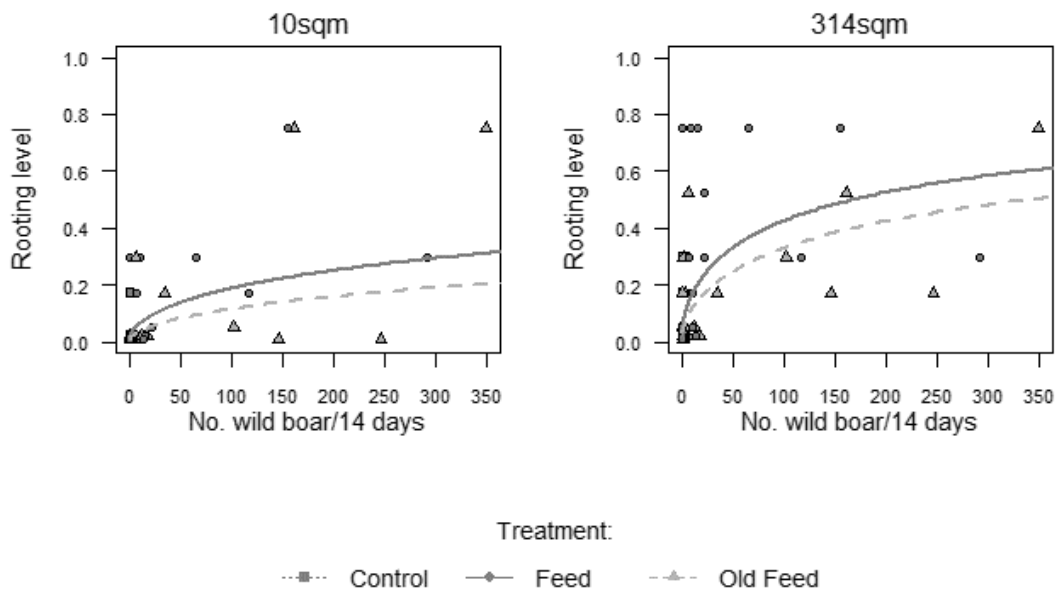 10sqm
1.0
0.8
0.6
0.4
0.2
0.0
Rooting level
0 50 100 150 200 250 300 350
No. wild boar/14 days
314sqm
1.0
0.8
0.6
0.4
0.2
0.0
Rooting level
0 50 100 150 200 250 300 350
No. wild boar/14 days
Treatment:
Control Feed Old Feed